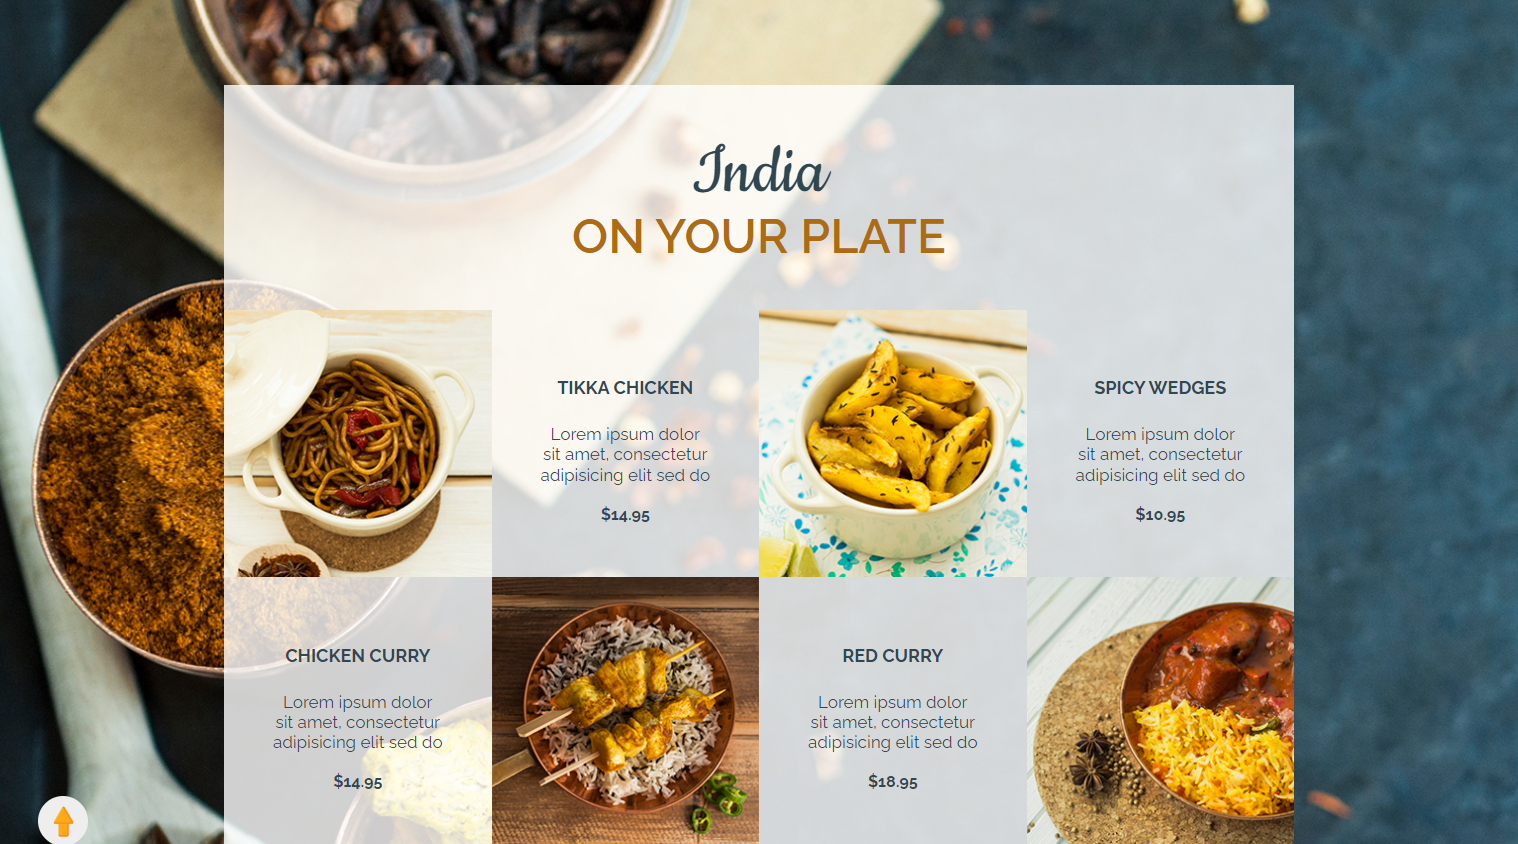 India
ON YOUR PLATE
TIKKA CHICKEN
Lorem ipsum dolor
sit amet, consectetur
adipisicing elit sed do
$14.95
SPICY WEDGES
Lorem ipsum dolor
sit amet, consectetur
adipisicing elit sed do
$10.95
CHICKEN CURRY
Lorem ipsum dolor
sit amet, consectetur
adipisicing elit sed do
$14.95
RED CURRY
Lorem ipsum dolor
sit amet, consectetur
adipisicing elit sed do
$18.95